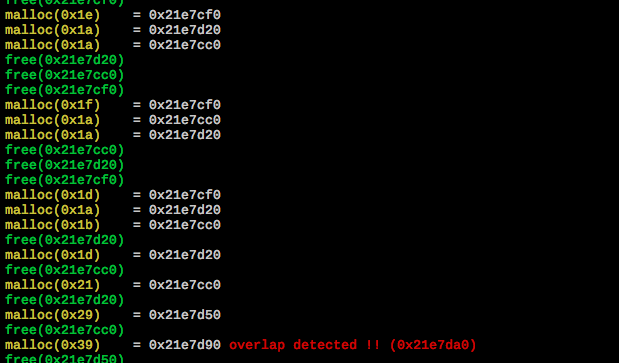 free(0x21e7cf0)
malloc(0x1e) = 0x21e7cf0
malloc(0x1a) = 0x21e7d20
malloc(0x1a) = 0x21e7cc0
free(0x21e7d20)
free(0x21e7cc0)
free(0x21e7cf0)
malloc(0x1f) = 0x21e7cf0
malloc(0x1a) = 0x21e7cc0
malloc(0x1a) = 0x21e7d20
free(0x21e7cc0)
free(0x21e7d20)
free(0x21e7cf0)
malloc(0x1d) = 0x21e7cf0
malloc(0x1a) = 0x21e7d20
malloc(0x1b) = 0x21e7cc0
free(0x21e7d20)
malloc(0x1d) = 0x21e7d20
free(0x21e7cc0)
malloc(0x21) = 0x21e7cc0
free(0x21e7d20)
malloc(0x29) = 0x21e7d50
free(0x21e7cc0)
malloc(0x39) = 0x21e7d90 overlap detected !! (0x21e7da0)
free(0x21e7d50)